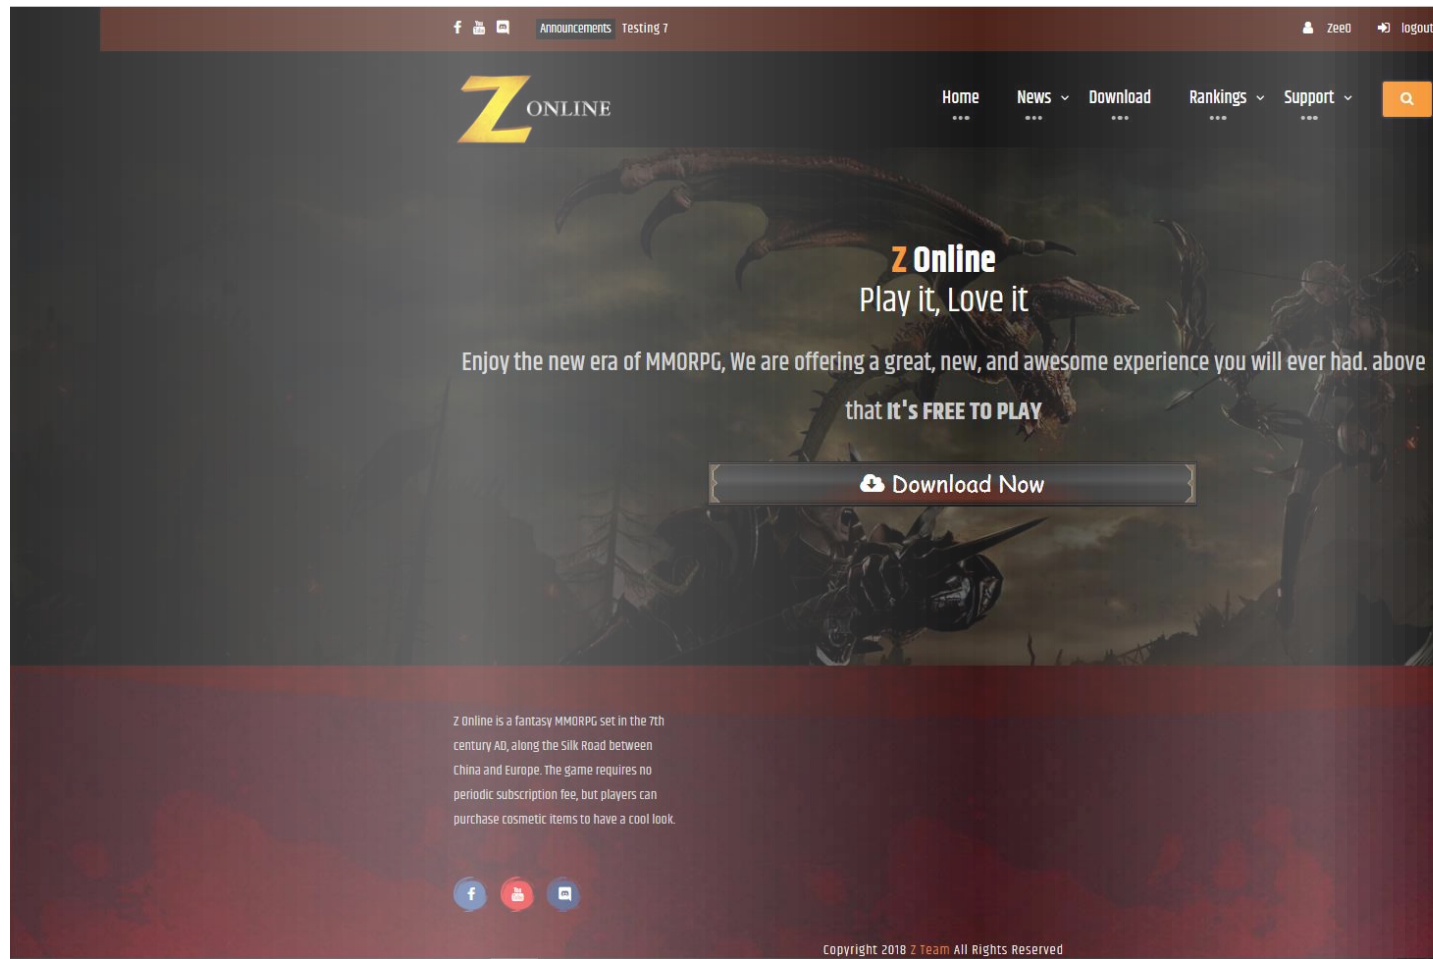 Announcements Testing 7 Zee0 logout
Z ONLINE
Home News Download Rankings Support
Z Online
Play it, Love it
Enjoy the new era of MMORPG, We are offering a great, new, and awesome experience you will ever had. above
that It's FREE TO PLAY
Download Now
Z Online is a fantasy MMORPG set in the 7th
century AD, along the Silk Road between
China and Europe. The game requires no
periodic subscription fee, but players can
purchase cosmetic items to have a cool look.
Copyright 2018 Z Team All Rights Reserved